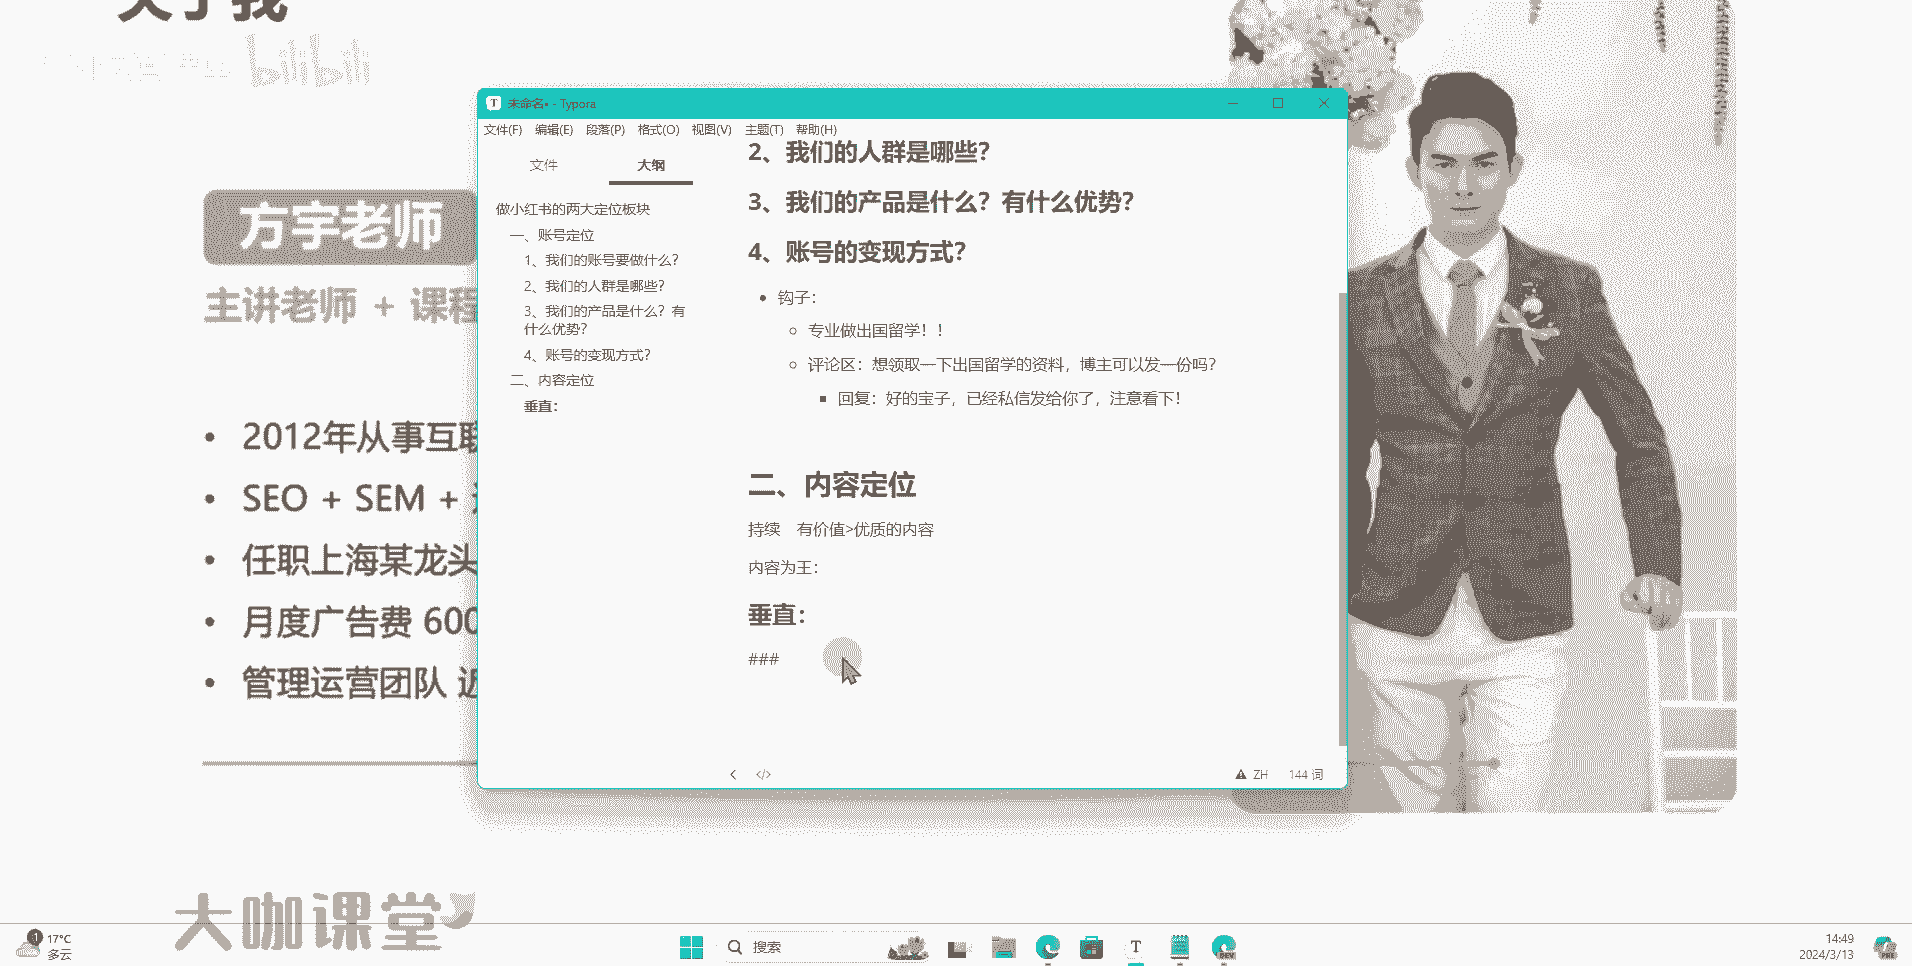 关于我
bilibili
方宇老师
主讲老师 + 课程
2012年从事互联
SEO + SEM +
任职上海某龙头
月度广告费 600
管理运营团队 近
大咖课堂
未命名• - Typora
文件(F) 编辑(E) 段落(P) 格式(O) 视图(V) 主题(T) 帮助(H)
文件 大纲
做小红书的两大定位板块
一、账号定位
1、我们的账号要做什么？
2、我们的人群是哪些？
3、我们的产品是什么？有
什么优势？
4、账号的变现方式？
二、内容定位
垂直：
2、我们的人群是哪些？
3、我们的产品是什么？有什么优势？
4、账号的变现方式？
钩子：
专业做出国留学！！
评论区：想领取一下出国留学的资料，博主可以发一份吗？
回复：好的宝子，已经私信发给你了，注意看下！
二、内容定位
持续 有价值>优质的内容
内容为王：
垂直：
###
</> ZH 144 词
1 17°C
多云
搜索
T
DEV
14:49
2024/3/13
PRE